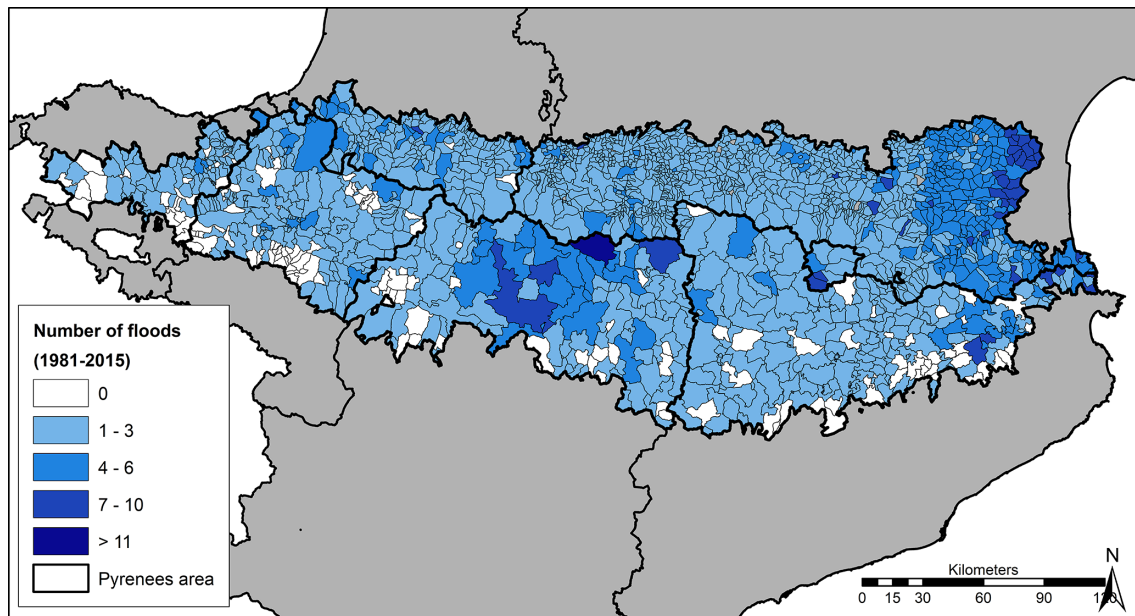 Number of floods
(1981-2015)
0
1 - 3
4 - 6
7 - 10
> 11
Pyrenees area
N
Kilometers
0 15 30 60 90 120